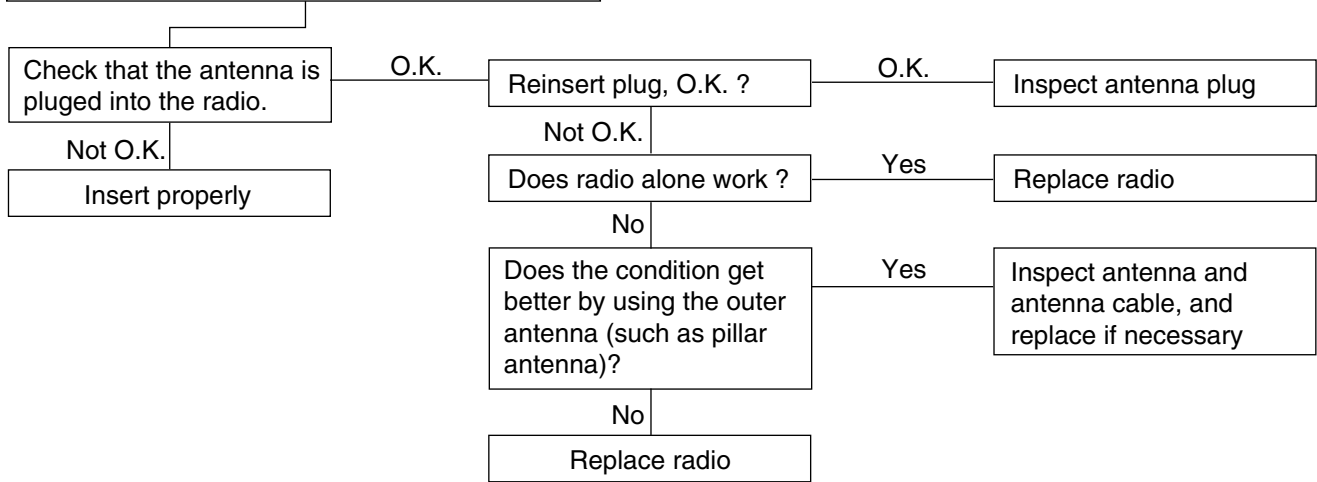 Check that the antenna is
pluged into the radio.
O.K.
Reinsert plug, O.K. ?
O.K.
Inspect antenna plug
Not O.K.
Insert properly
Not O.K.
Does radio alone work ?
Yes
Replace radio
No
Does the condition get
better by using the outer
antenna (such as pillar
antenna)?
Yes
Inspect antenna and
antenna cable, and
replace if necessary
No
Replace radio